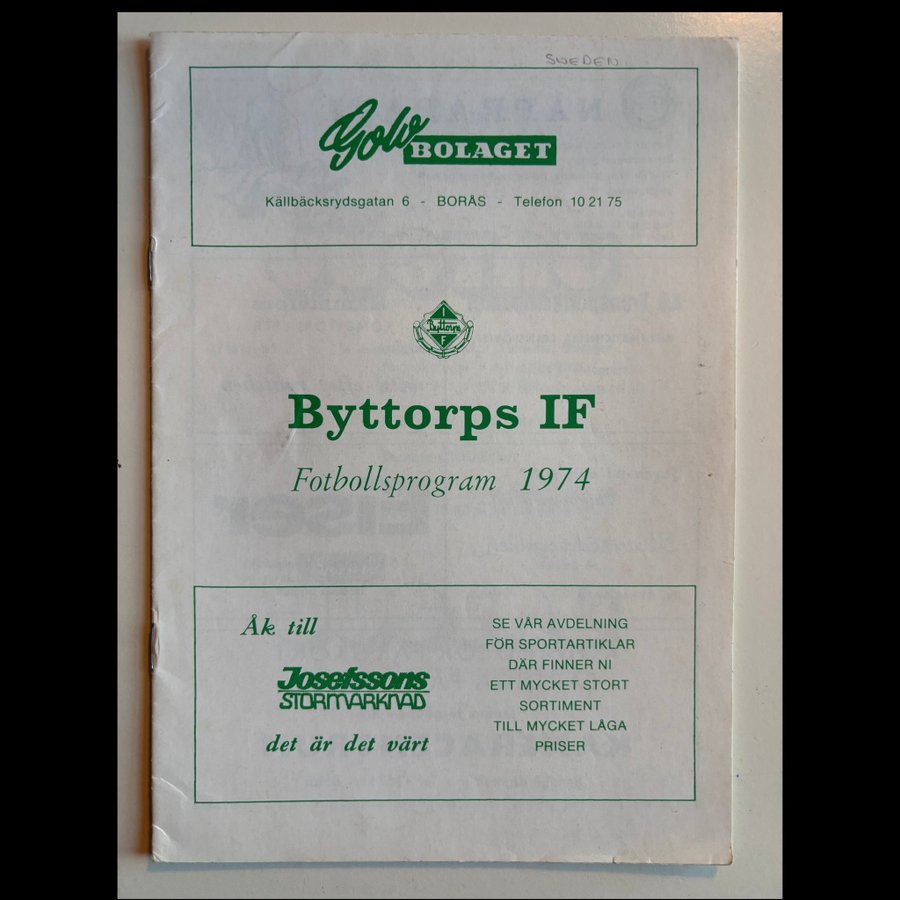 SWEDEN
Golv BOLAGET
Källbäcksrydsgatan 6 - BORÅS - Telefon 10 21 75
I
Byttorps
F
Byttorps IF
Fotbollsprogram 1974
Åk till
Josefssons
STORMARKNAD
det är det värt
SE VÅR AVDELNING
FÖR SPORTARTIKLAR
DÄR FINNER NI
ETT MYCKET STORT
SORTIMENT
TILL MYCKET LÅGA
PRISER